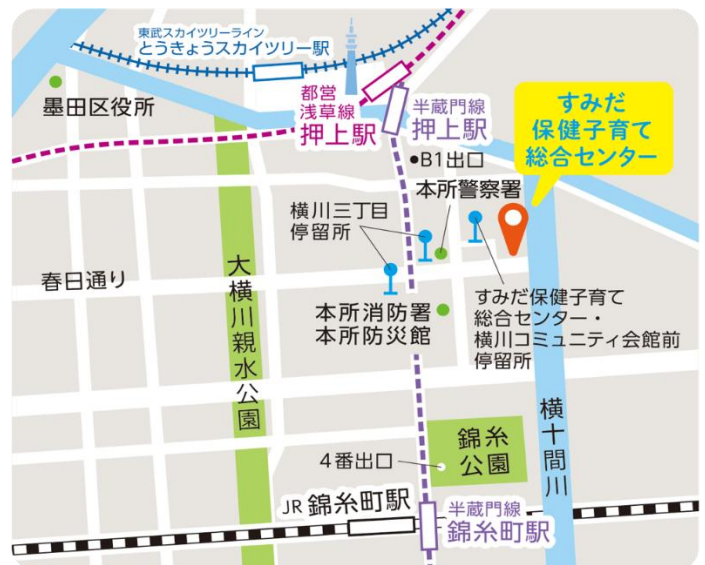 東武スカイツリーライン
とうきょうスカイツリー駅
墨田区役所
都営
浅草線
押上駅
半蔵門線
押上駅
すみだ
保健子育て
総合センター
●B1出口
本所警察署
横川三丁目
停留所
春日通り
大横川親水公園
本所消防署
本所防災館
すみだ保健子育て
総合センター・
横川コミュニティ会館前
停留所
横十間川
錦糸
公園
4番出口
JR 錦糸町駅
半蔵門線
錦糸町駅